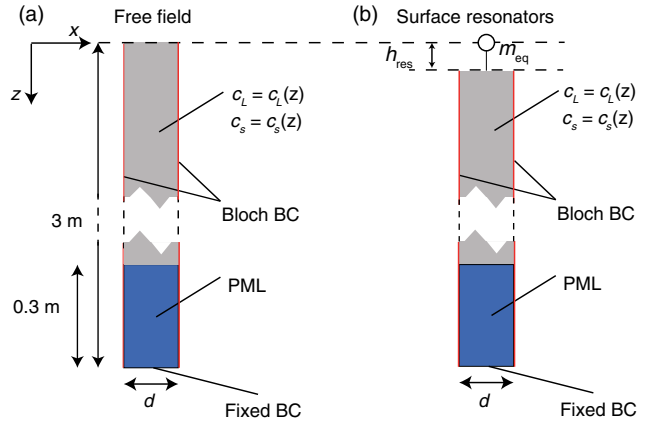 (a)
Free field
x
z
c_L = c_L(z)
c_s = c_s(z)
Bloch BC
3 m
0.3 m
PML
d
Fixed BC
(b)
Surface resonators
h_res
m_eq
c_L = c_L(z)
c_s = c_s(z)
Bloch BC
PML
d
Fixed BC